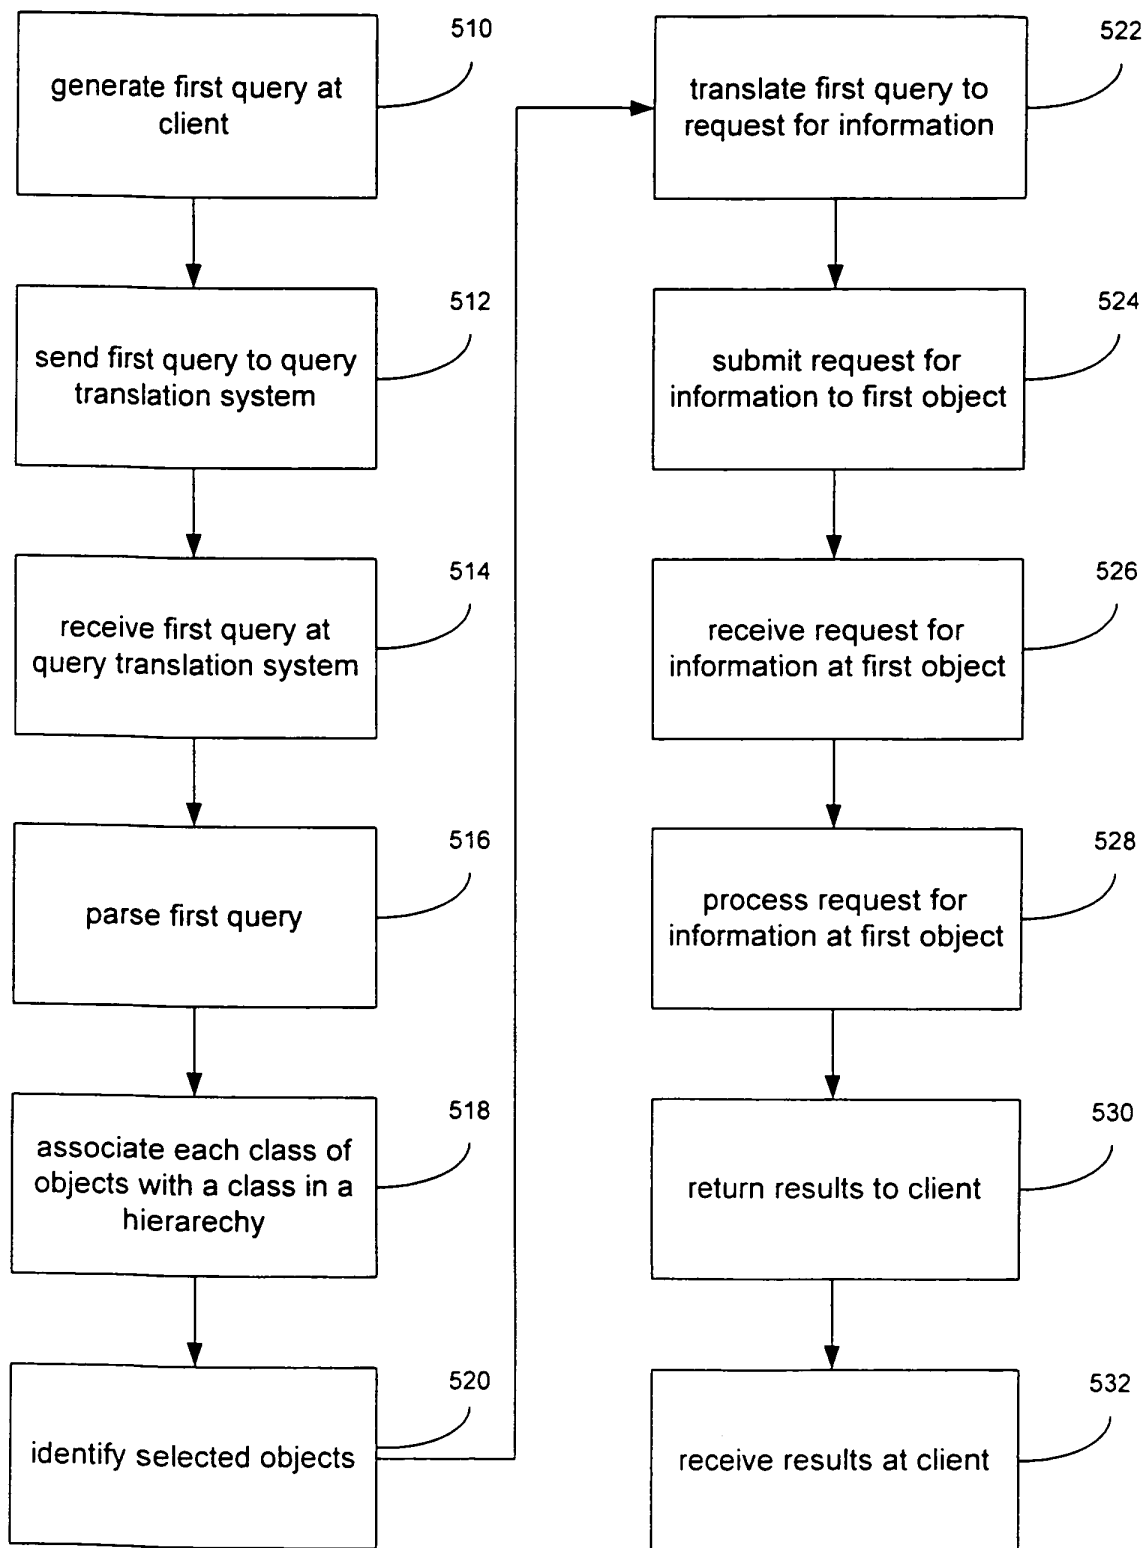 510
generate first query at
client
512
send first query to query
translation system
514
receive first query at
query translation system
516
parse first query
518
associate each class of
objects with a class in a
hierarchy
520
identify selected objects
522
translate first query to
request for information
524
submit request for
information to first object
526
receive request for
information at first object
528
process request for
information at first object
530
return results to client
532
receive results at client